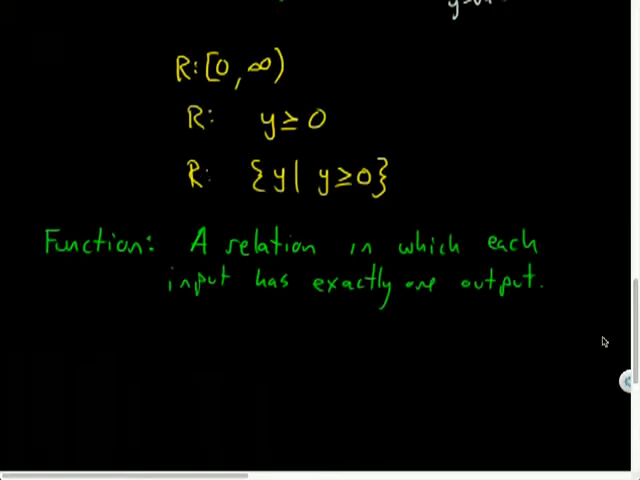 R: [0, ∞)
R: y ≥ 0
R: {y | y ≥ 0}
Function: A relation in which each
input has exactly one output.